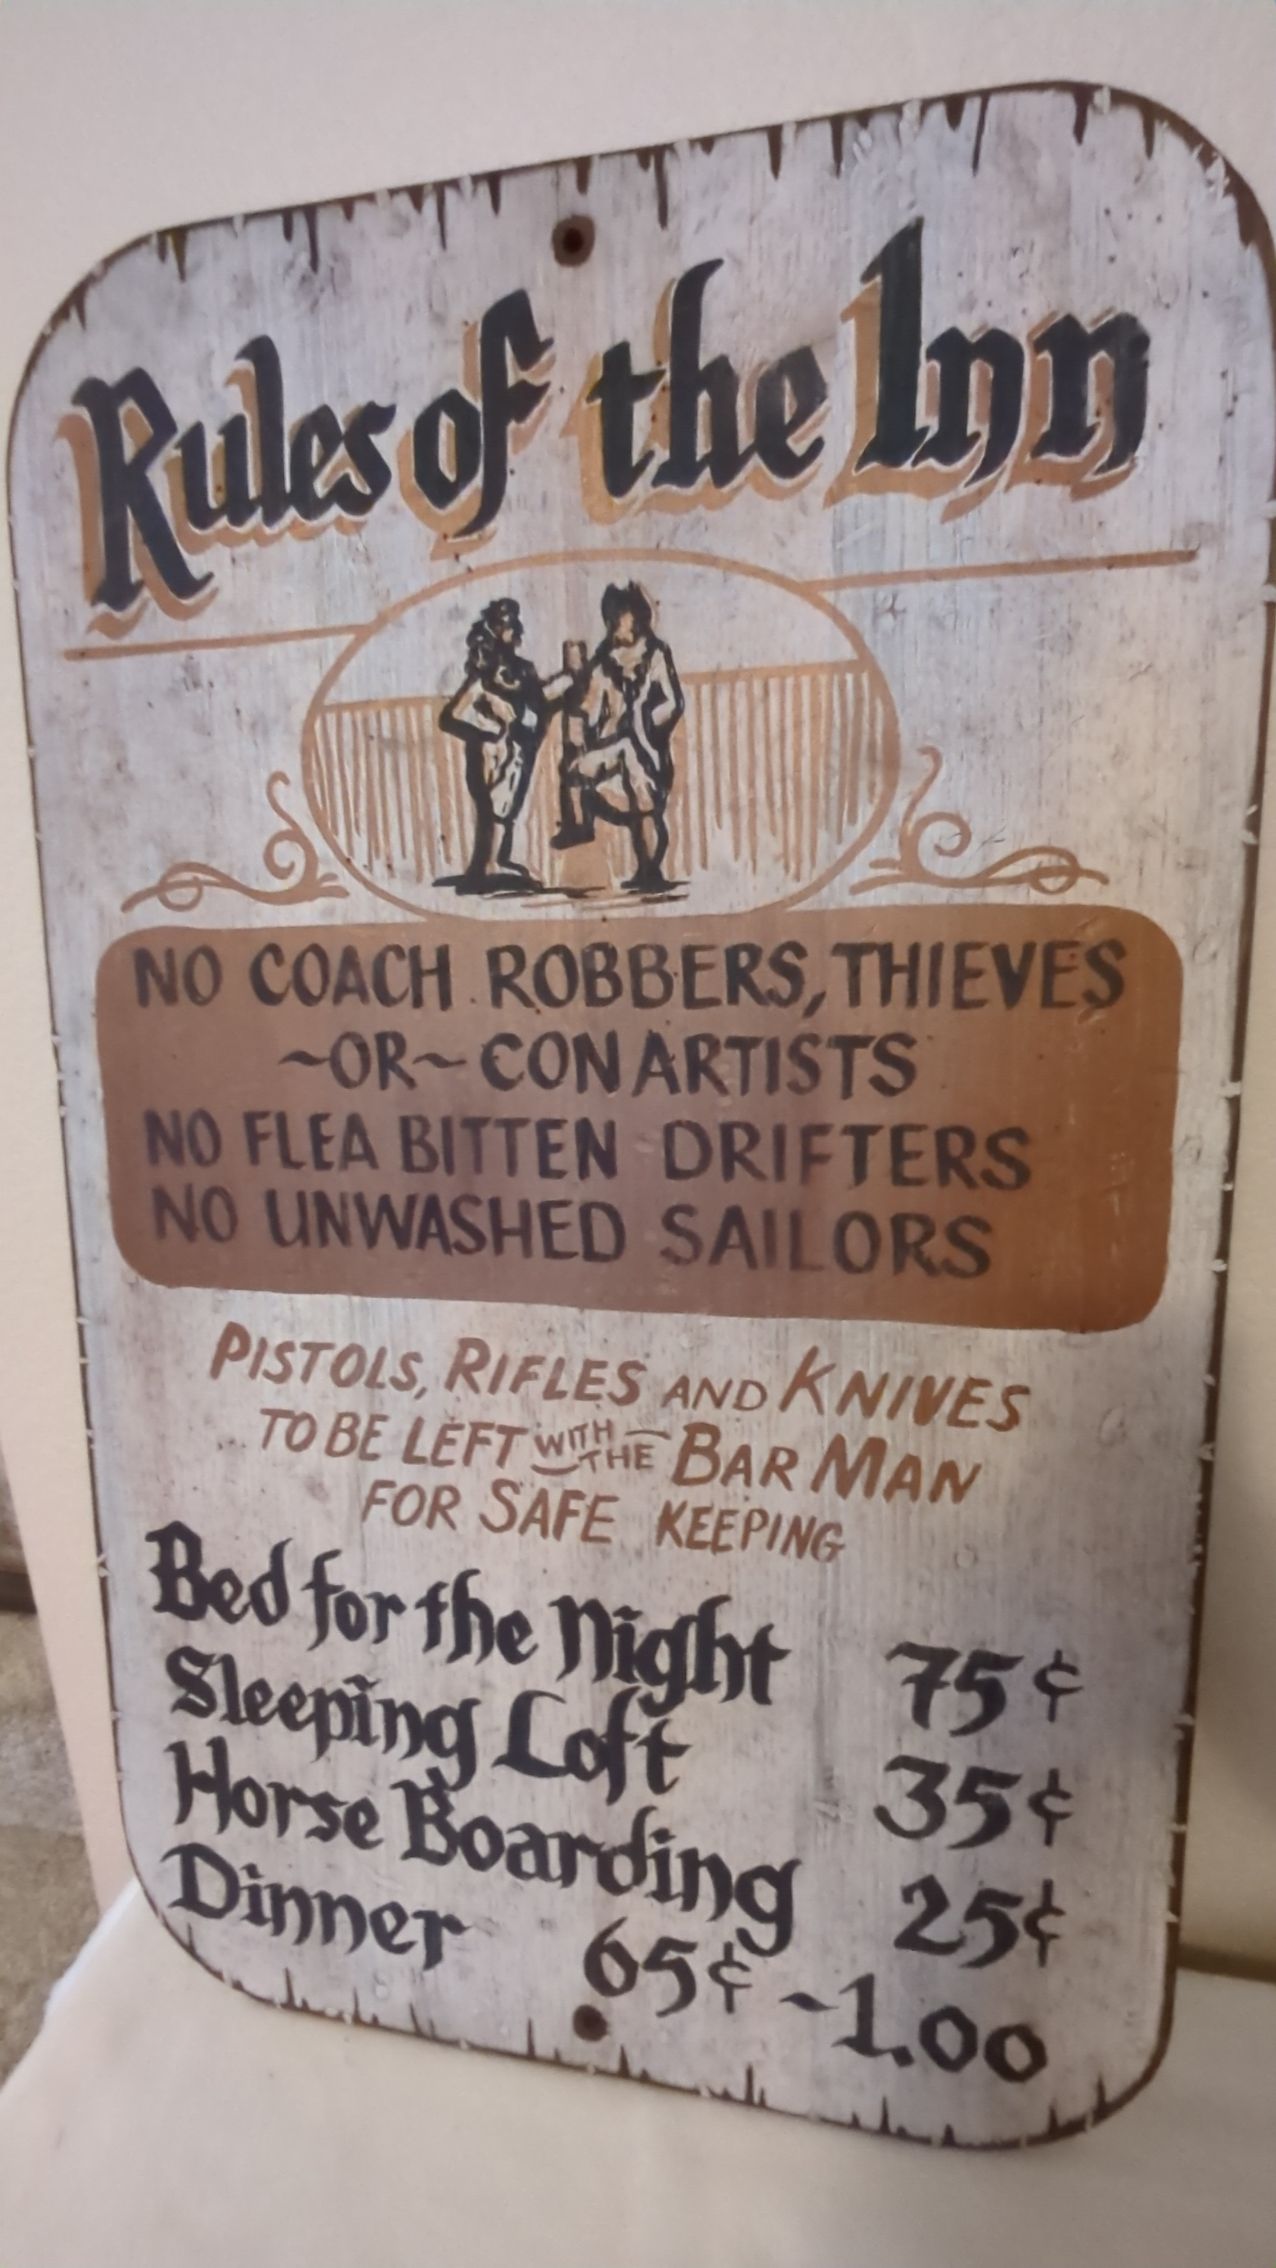 Rules of the Inn
NO COACH ROBBERS, THIEVES
~OR~ CON ARTISTS
NO FLEA BITTEN DRIFTERS
NO UNWASHED SAILORS
PISTOLS, RIFLES AND KNIVES
TO BE LEFT WITH THE BAR MAN
FOR SAFE KEEPING
Bed for the Night 75¢
Sleeping Loft 35¢
Horse Boarding 25¢
Dinner 65¢ - 1.00